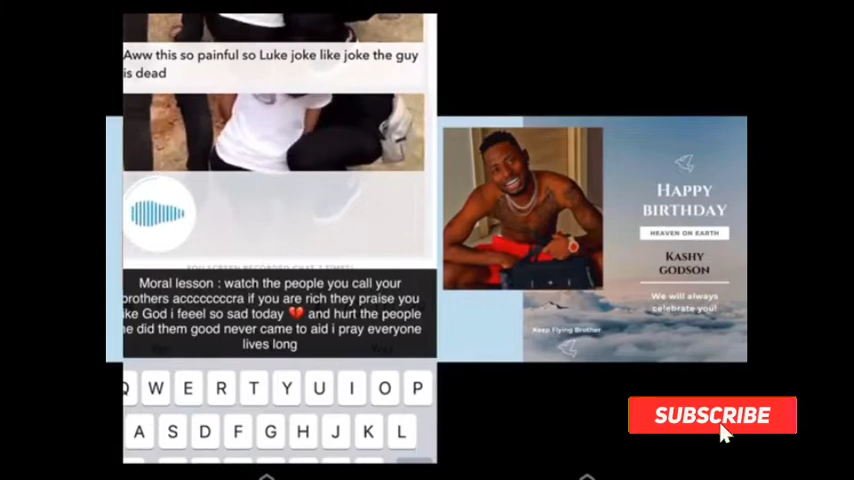 Aww this so painful so Luke joke like joke the guy
is dead
Moral lesson : watch the people you call your
brothers acccccccra if you are rich they praise you
ke God i feeel so sad today 💔 and hurt the people
e did them good never came to aid i pray everyone
lives long
Q W E R T Y U I O P
A S D F G H J K L
HAPPY
BIRTHDAY
HEAVEN ON EARTH
KASHY
GODSON
We will always
celebrate you!
Keep Flying Brother
SUBSCRIBE